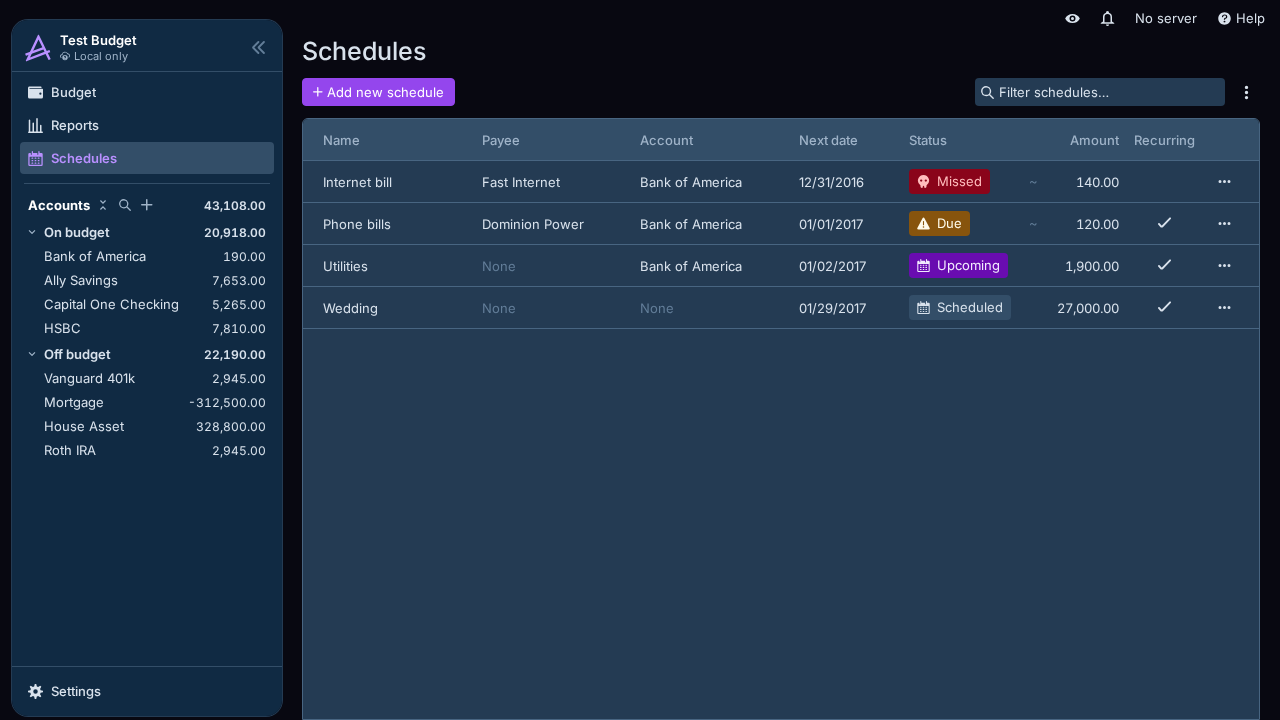 No server
Help
Test Budget
Local only
Budget
Reports
Schedules
Accounts 43,108.00
On budget 20,918.00
Bank of America 190.00
Ally Savings 7,653.00
Capital One Checking 5,265.00
HSBC 7,810.00
Off budget 22,190.00
Vanguard 401k 2,945.00
Mortgage -312,500.00
House Asset 328,800.00
Roth IRA 2,945.00
Settings
Schedules
+ Add new schedule
Filter schedules...
Name Payee Account Next date Status Amount Recurring
Internet bill Fast Internet Bank of America 12/31/2016 Missed ~ 140.00
Phone bills Dominion Power Bank of America 01/01/2017 Due ~ 120.00
Utilities None Bank of America 01/02/2017 Upcoming 1,900.00
Wedding None None 01/29/2017 Scheduled 27,000.00